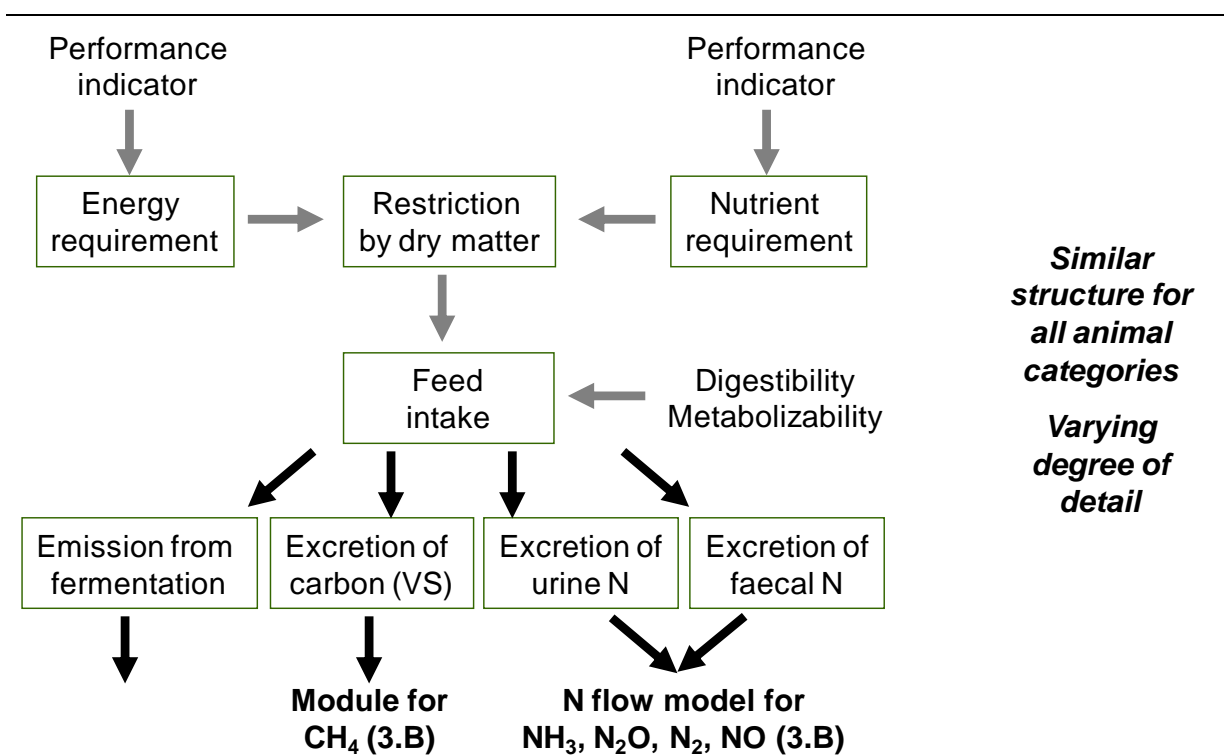 Performance
indicator
Performance
indicator
Energy
requirement
Restriction
by dry matter
Nutrient
requirement
Similar
structure for
all animal
categories
Varying
degree of
detail
Feed
intake
Digestibility
Metabolizability
Emission from
fermentation
Excretion of
carbon (VS)
Excretion of
urine N
Excretion of
faecal N
Module for
CH₄ (3.B)
N flow model for
NH₃, N₂O, N₂, NO (3.B)